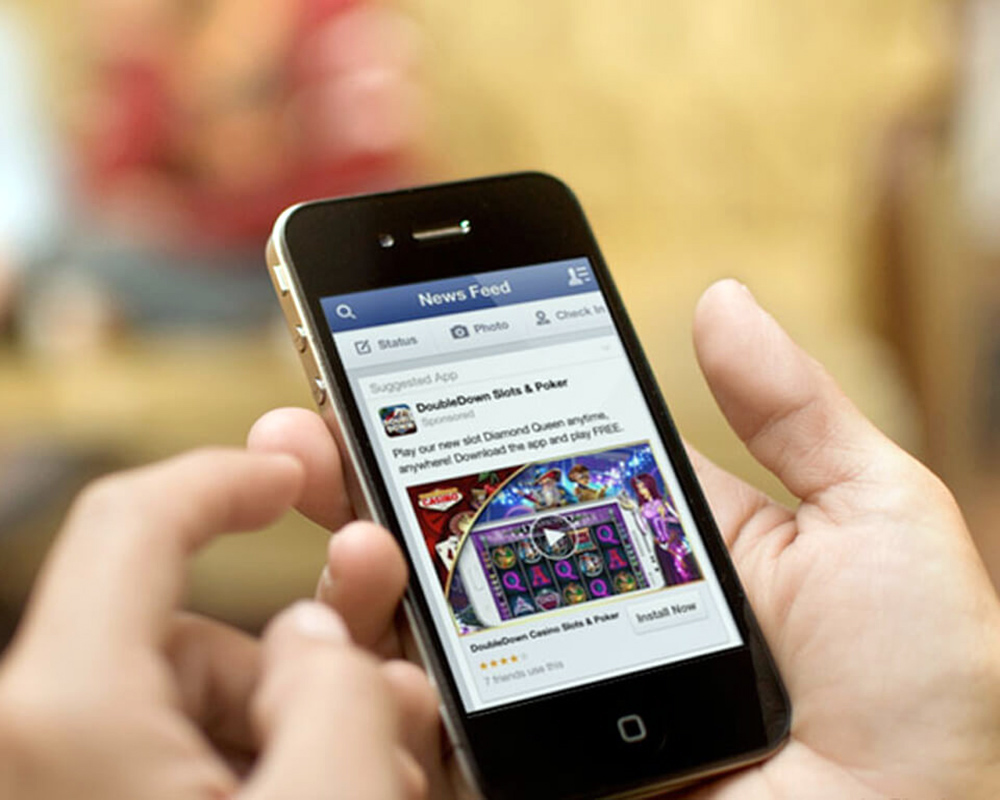 News Feed
Status Photo Check In
Suggested App
DoubleDown Slots & Poker
Sponsored
Play our new slot Diamond Queen anytime,
anywhere! Download the app and play FREE.
CASINO
Q A Q Q
DoubleDown Casino Slots & Poker
Install Now
7 friends use this